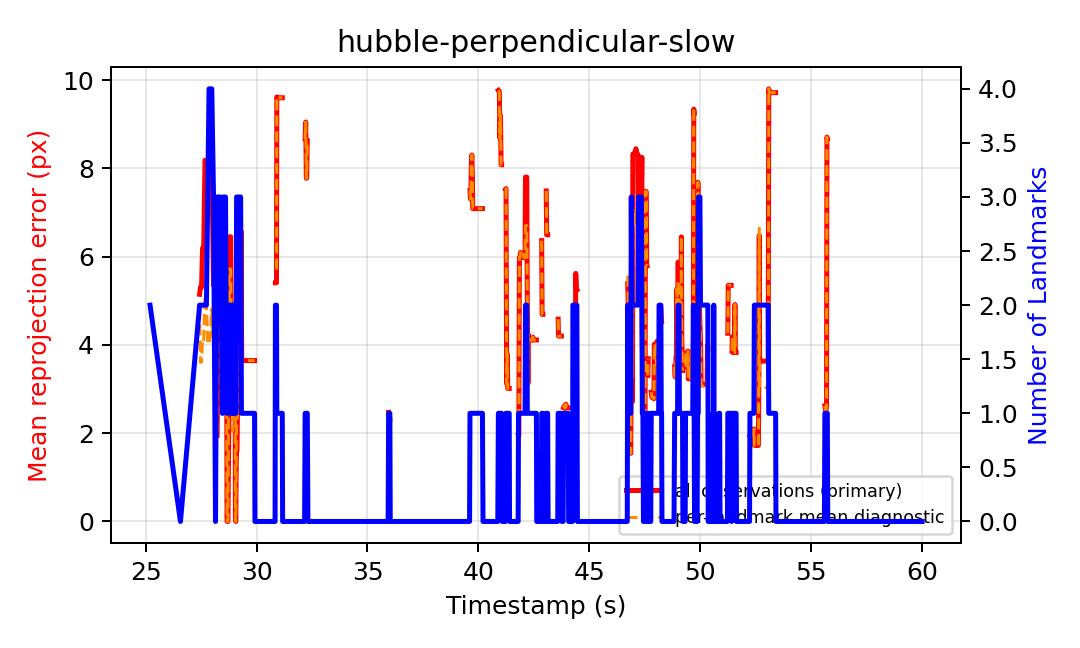 hubble-perpendicular-slow
Mean reprojection error (px)
10
8
6
4
2
0
4.0
3.5
3.0
2.5
2.0
1.5
1.0
0.5
0.0
Number of Landmarks
all observations (primary)
per-landmark mean diagnostic
25 30 35 40 45 50 55 60
Timestamp (s)